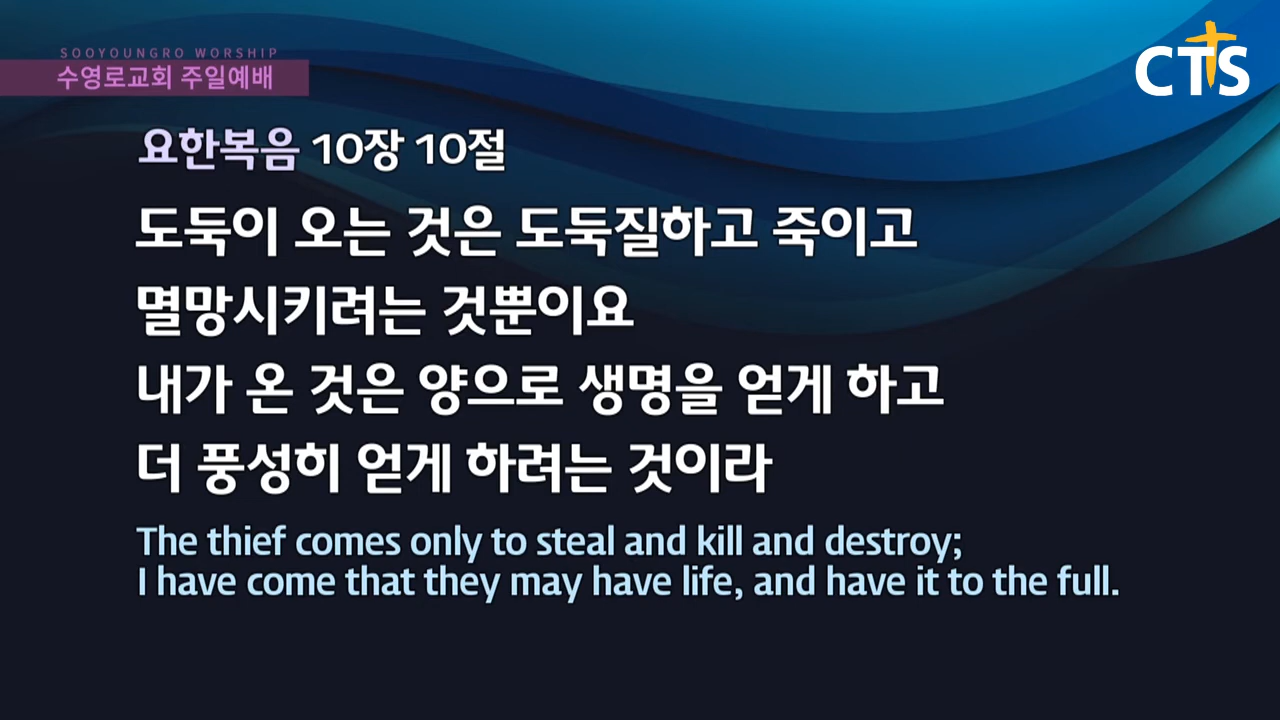 SOOYOUNGRO WORSHIP
수영로교회 주일예배
CTS
요한복음 10장 10절
도둑이 오는 것은 도둑질하고 죽이고
멸망시키려는 것뿐이요
내가 온 것은 양으로 생명을 얻게 하고
더 풍성히 얻게 하려는 것이라
The thief comes only to steal and kill and destroy;
I have come that they may have life, and have it to the full.